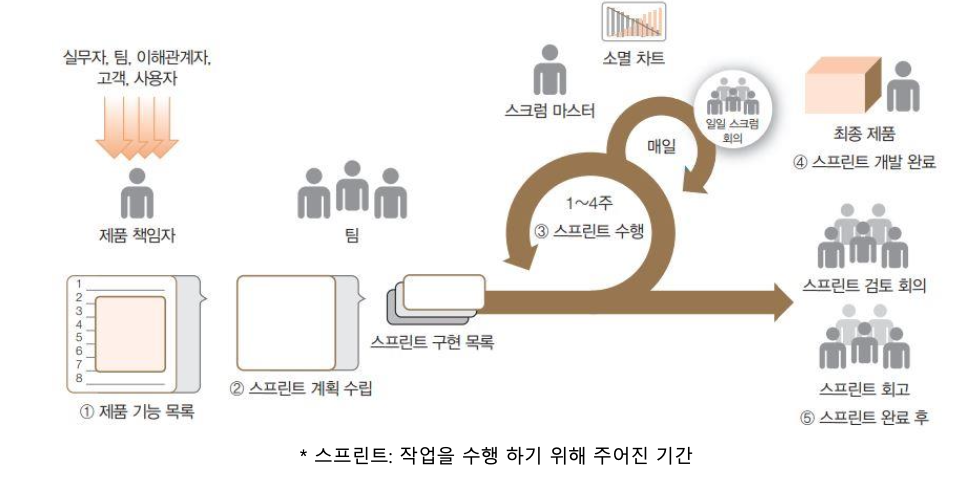 실무자, 팀, 이해관계자,
고객, 사용자
제품 책임자
1
2
3
4
5
6
7
8
① 제품 기능 목록
팀
② 스프린트 계획 수립
스프린트 구현 목록
스크럼 마스터
소멸 차트
일일 스크럼
회의
매일
1~4주
③ 스프린트 수행
최종 제품
④ 스프린트 개발 완료
스프린트 검토 회의
스프린트 회고
⑤ 스프린트 완료 후
* 스프린트: 작업을 수행 하기 위해 주어진 기간